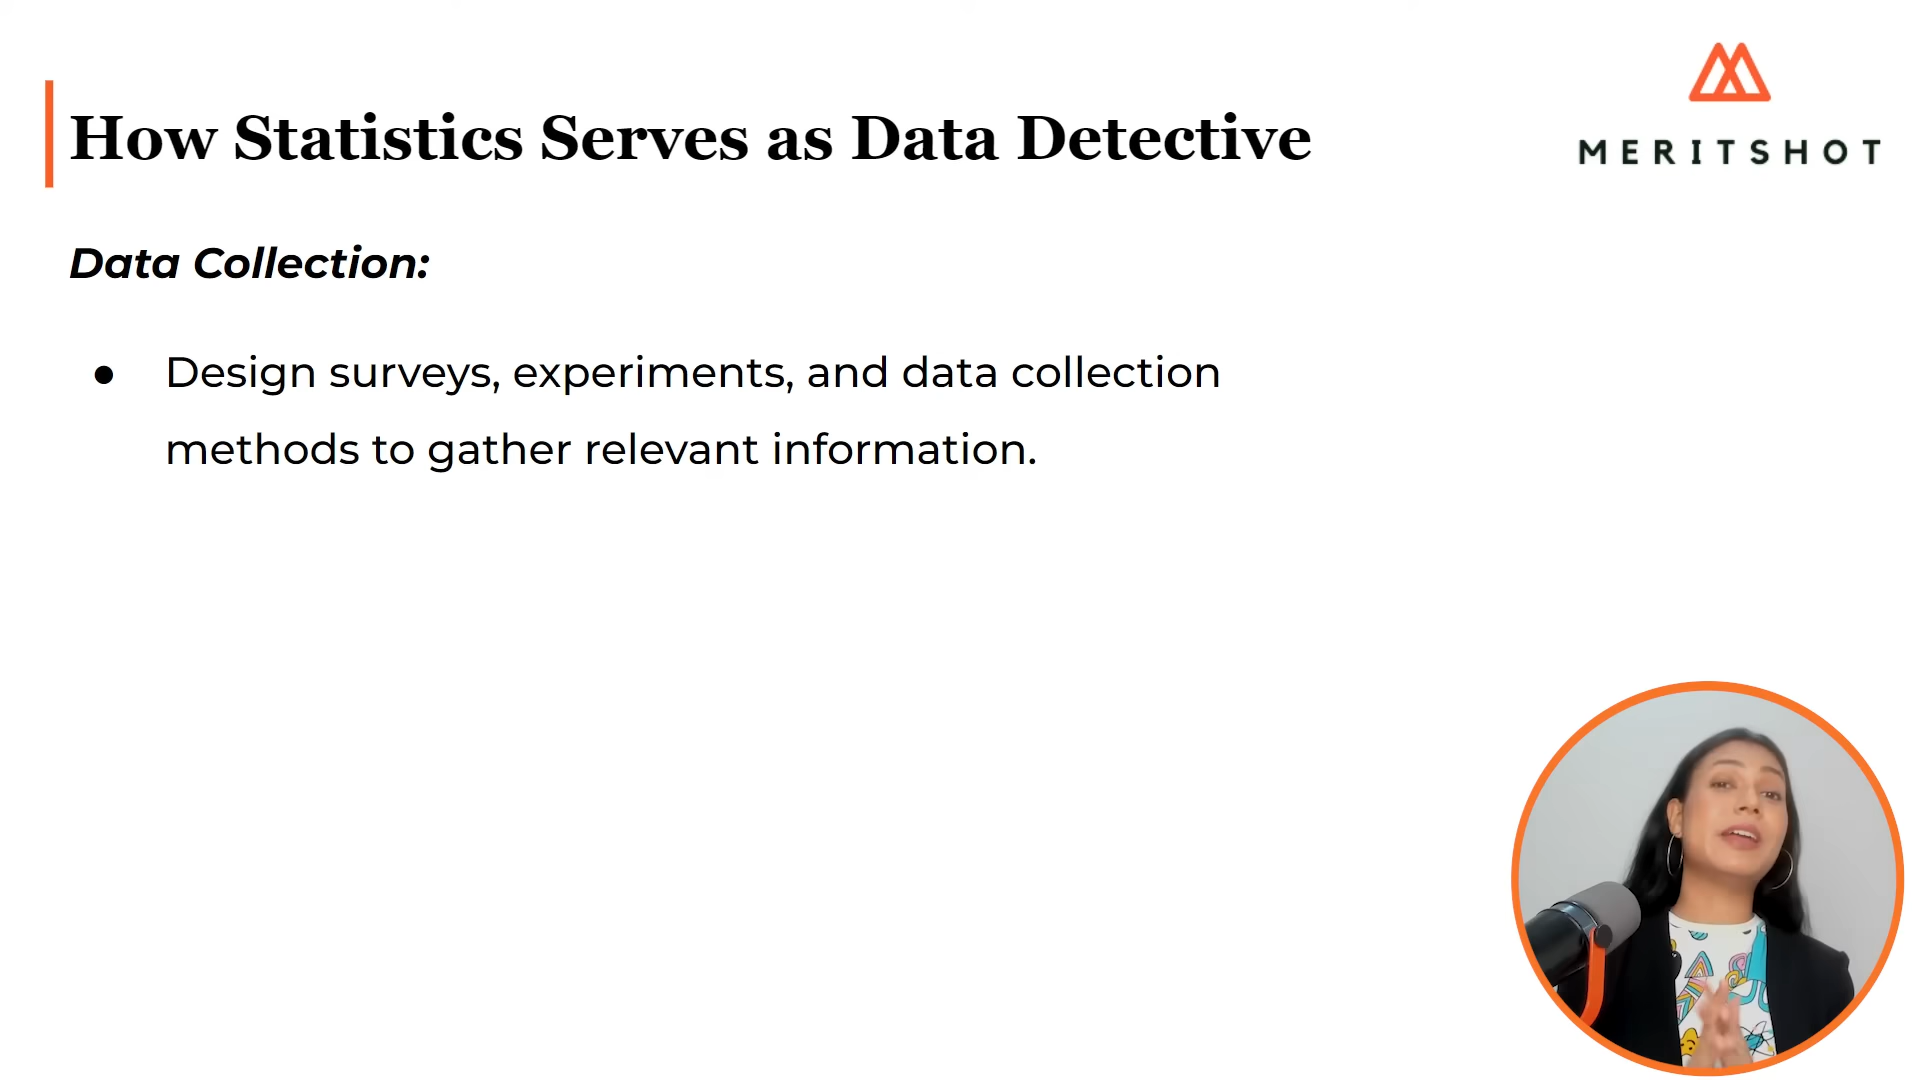 How Statistics Serves as Data Detective
MERITSHOT
Data Collection:
● Design surveys, experiments, and data collection
methods to gather relevant information.